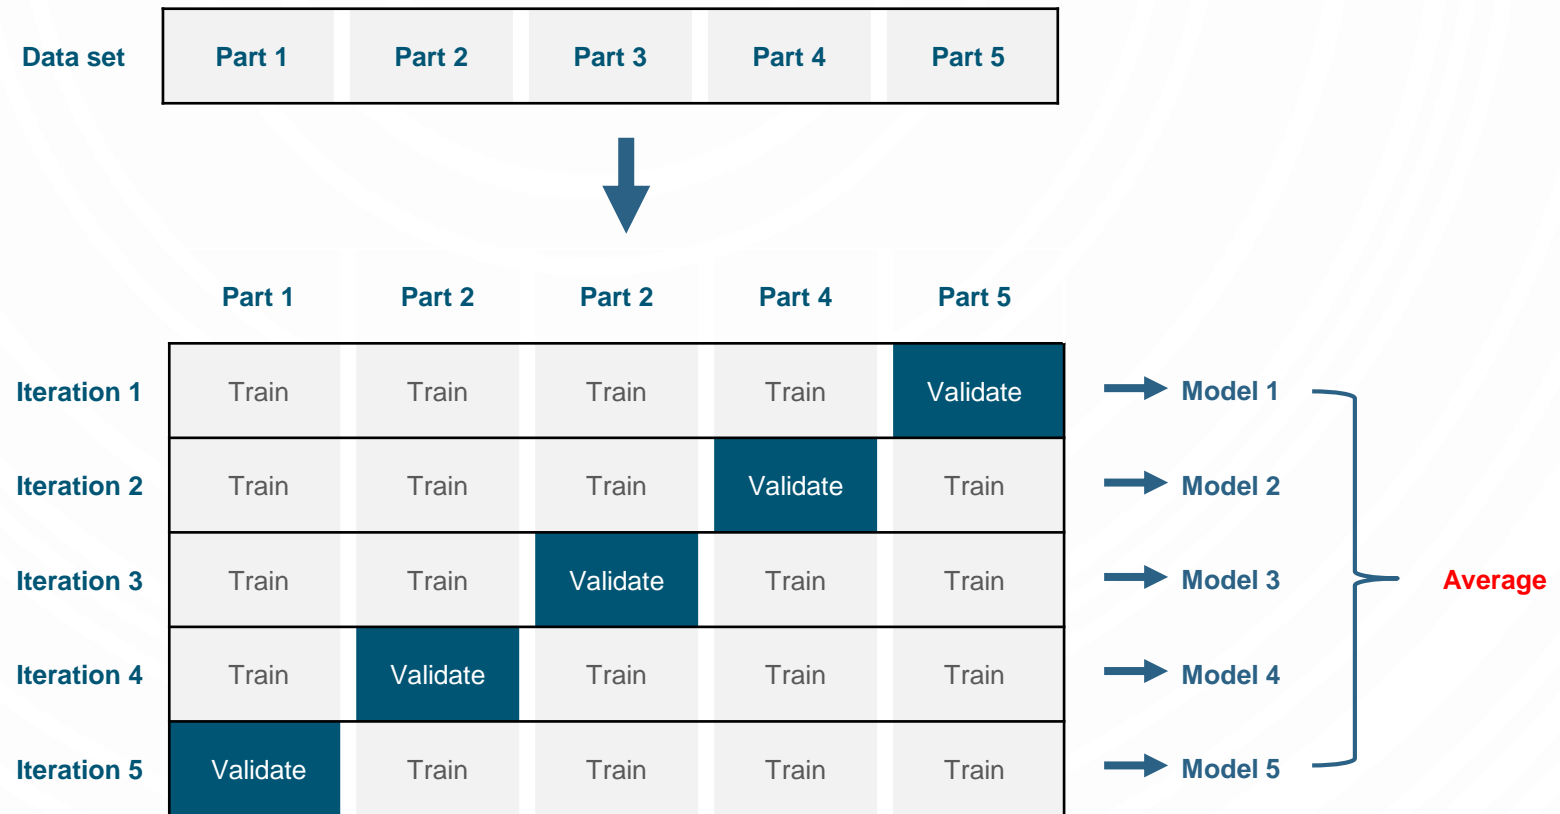 Data set Part 1 Part 2 Part 3 Part 4 Part 5
Part 1 Part 2 Part 2 Part 4 Part 5
Iteration 1 Train Train Train Train Validate Model 1
Iteration 2 Train Train Train Validate Train Model 2
Iteration 3 Train Train Validate Train Train Model 3 Average
Iteration 4 Train Validate Train Train Train Model 4
Iteration 5 Validate Train Train Train Train Model 5